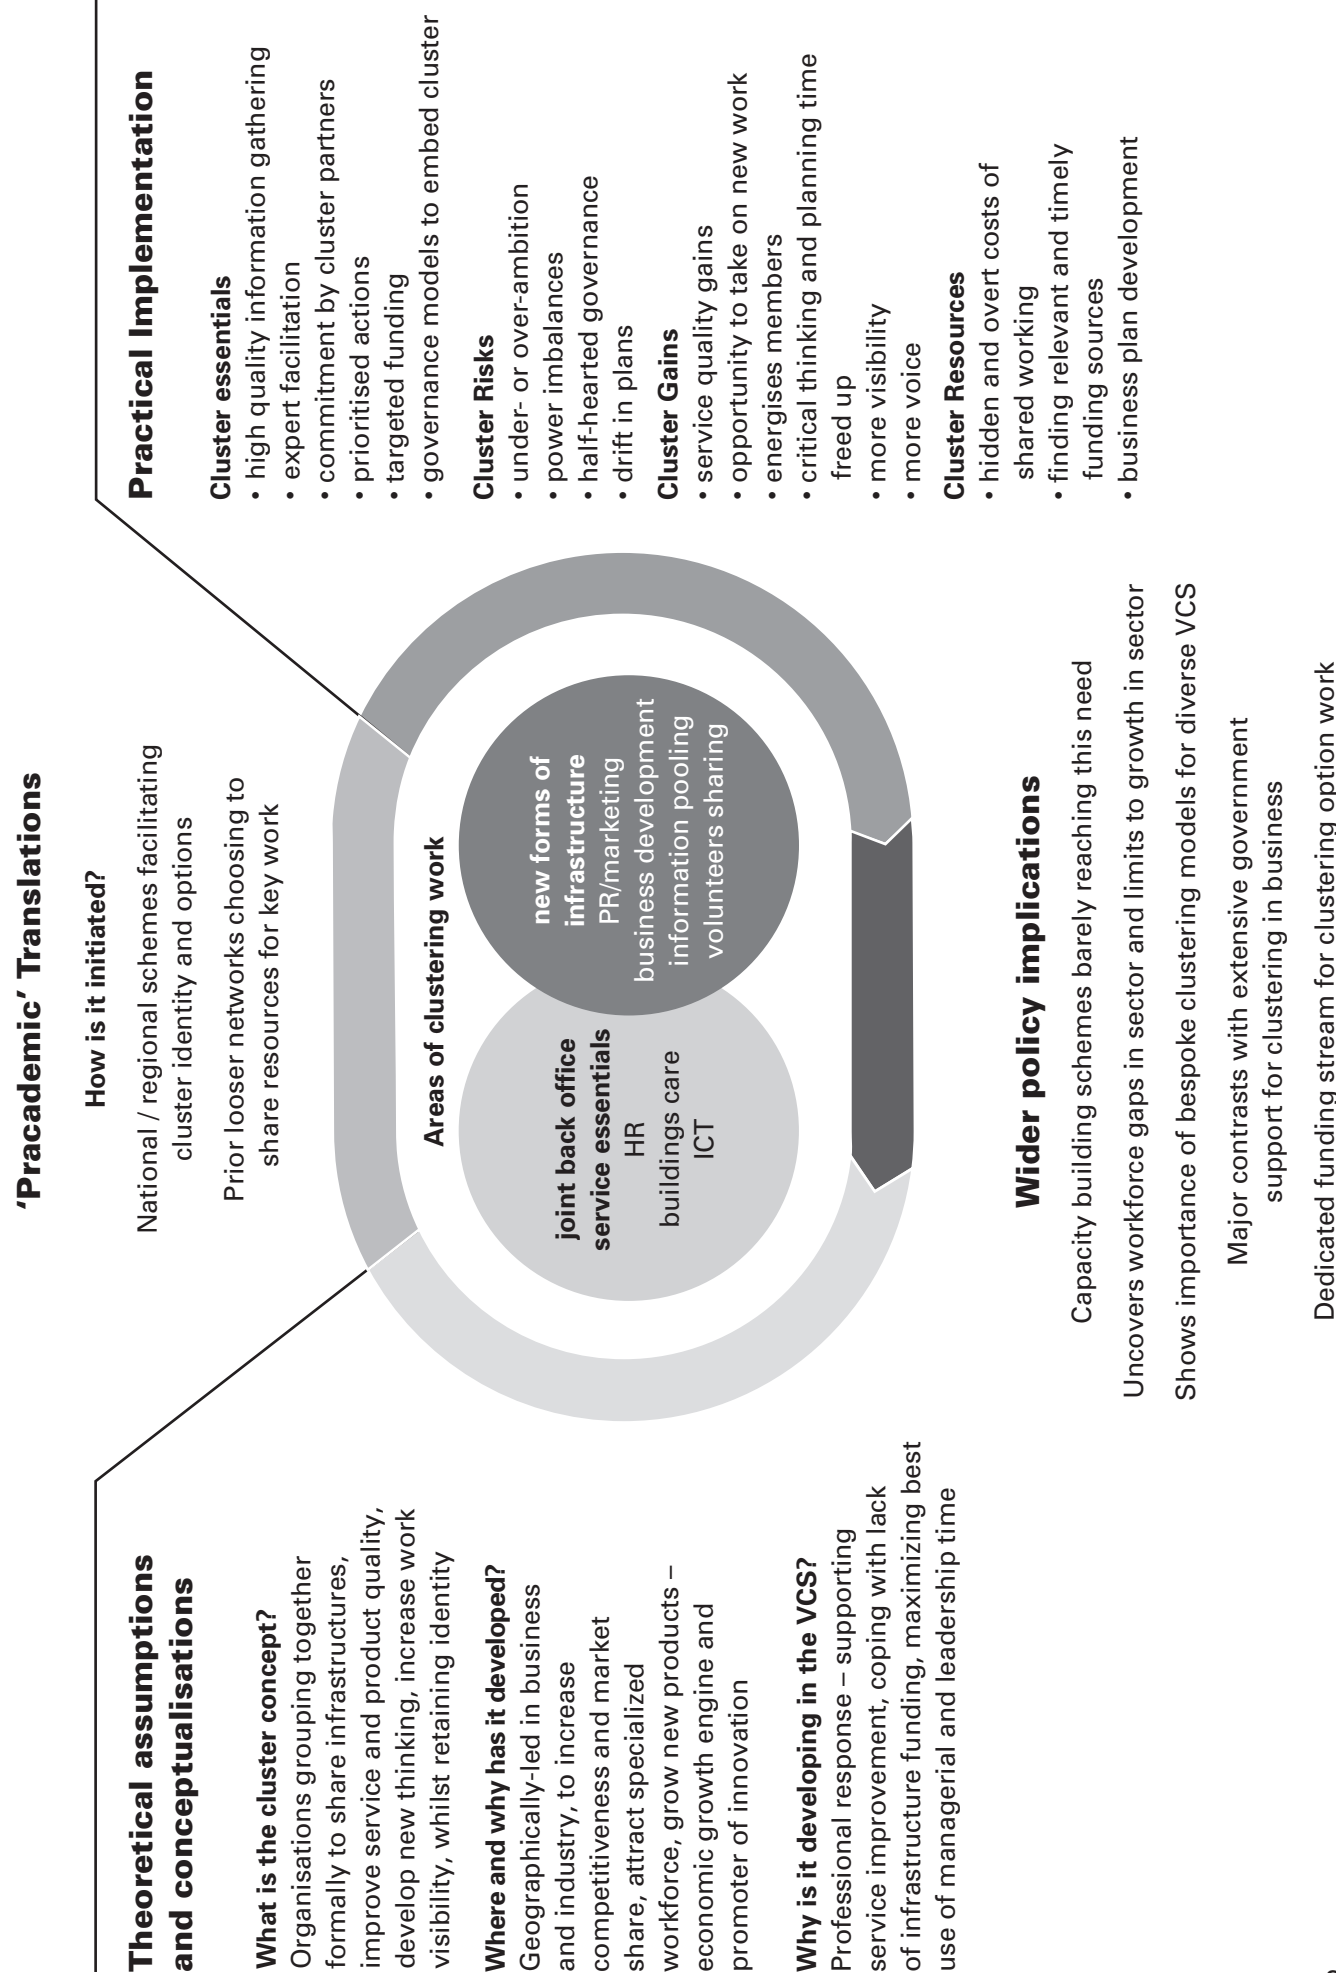 Theoretical assumptions
and conceptualisations
What is the cluster concept?
Organisations grouping together
formally to share infrastructures,
improve service and product quality,
develop new thinking, increase work
visibility, whilst retaining identity
Where and why has it developed?
Geographically-led in business
and industry, to increase
competitiveness and market
share, attract specialized
workforce, grow new products –
economic growth engine and
promoter of innovation
Why is it developing in the VCS?
Professional response – supporting
service improvement, coping with lack
of infrastructure funding, maximizing best
use of managerial and leadership time
'Pracademic' Translations
How is it initiated?
National / regional schemes facilitating
cluster identity and options
Prior looser networks choosing to
share resources for key work
Areas of clustering work
joint back office
service essentials
HR
buildings care
ICT
new forms of
infrastructure
PR/marketing
business development
information pooling
volunteers sharing
Wider policy implications
Capacity building schemes barely reaching this need
Uncovers workforce gaps in sector and limits to growth in sector
Shows importance of bespoke clustering models for diverse VCS
Major contrasts with extensive government
support for clustering in business
Dedicated funding stream for clustering option work
Practical Implementation
Cluster essentials
• high quality information gathering
• expert facilitation
• commitment by cluster partners
• prioritised actions
• targeted funding
• governance models to embed cluster
Cluster Risks
• under- or over-ambition
• power imbalances
• half-hearted governance
• drift in plans
Cluster Gains
• service quality gains
• opportunity to take on new work
• energises members
• critical thinking and planning time
freed up
• more visibility
• more voice
Cluster Resources
• hidden and overt costs of
shared working
• finding relevant and timely
funding sources
• business plan development